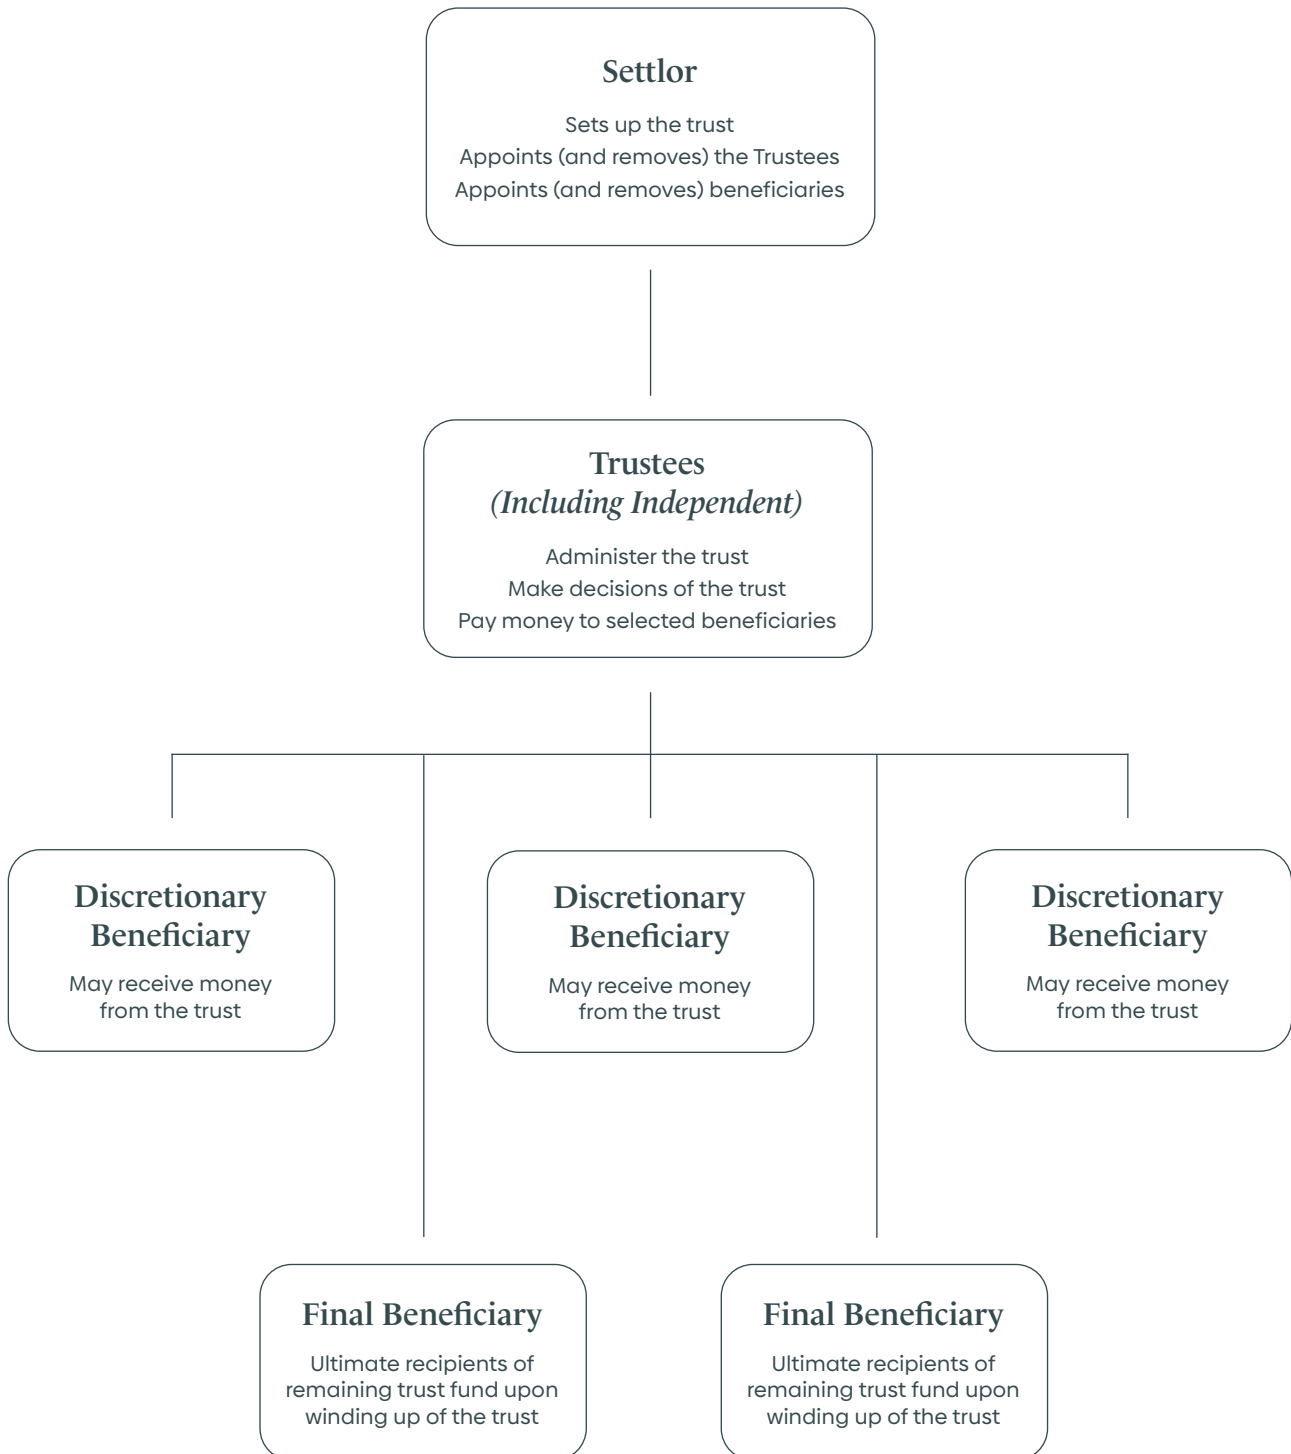 Settlor
Sets up the trust
Appoints (and removes) the Trustees
Appoints (and removes) beneficiaries
Trustees
(Including Independent)
Administer the trust
Make decisions of the trust
Pay money to selected beneficiaries
Discretionary
Beneficiary
May receive money
from the trust
Discretionary
Beneficiary
May receive money
from the trust
Discretionary
Beneficiary
May receive money
from the trust
Final Beneficiary
Ultimate recipients of
remaining trust fund upon
winding up of the trust
Final Beneficiary
Ultimate recipients of
remaining trust fund upon
winding up of the trust